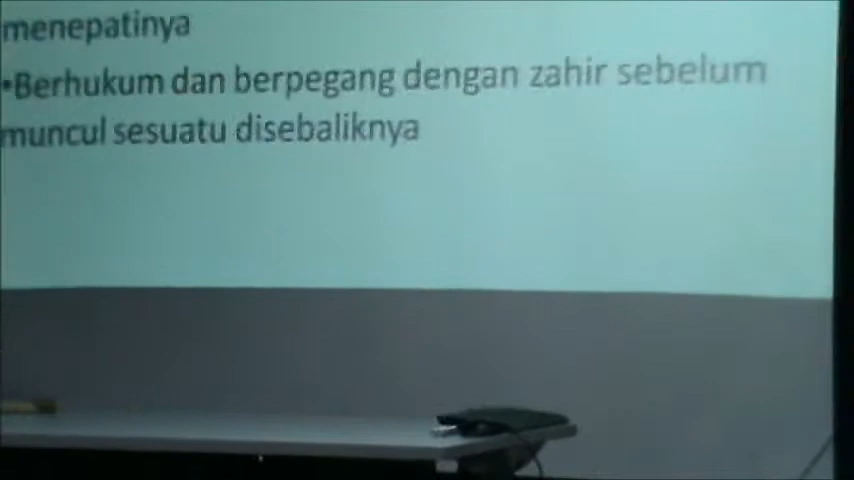 menepatinya
•Berhukum dan berpegang dengan zahir sebelum
muncul sesuatu disebaliknya